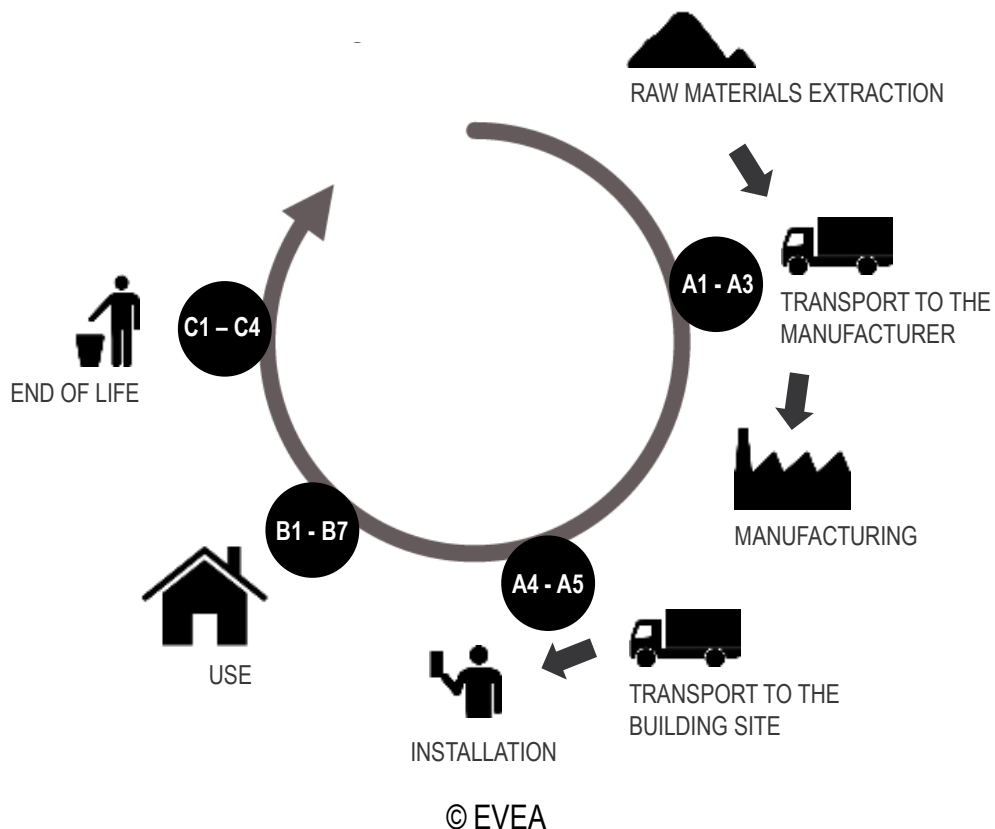 RAW MATERIALS EXTRACTION
A1 - A3
TRANSPORT TO THE
MANUFACTURER
C1 – C4
END OF LIFE
MANUFACTURING
B1 - B7
A4 - A5
USE
TRANSPORT TO THE
BUILDING SITE
INSTALLATION
© EVEA